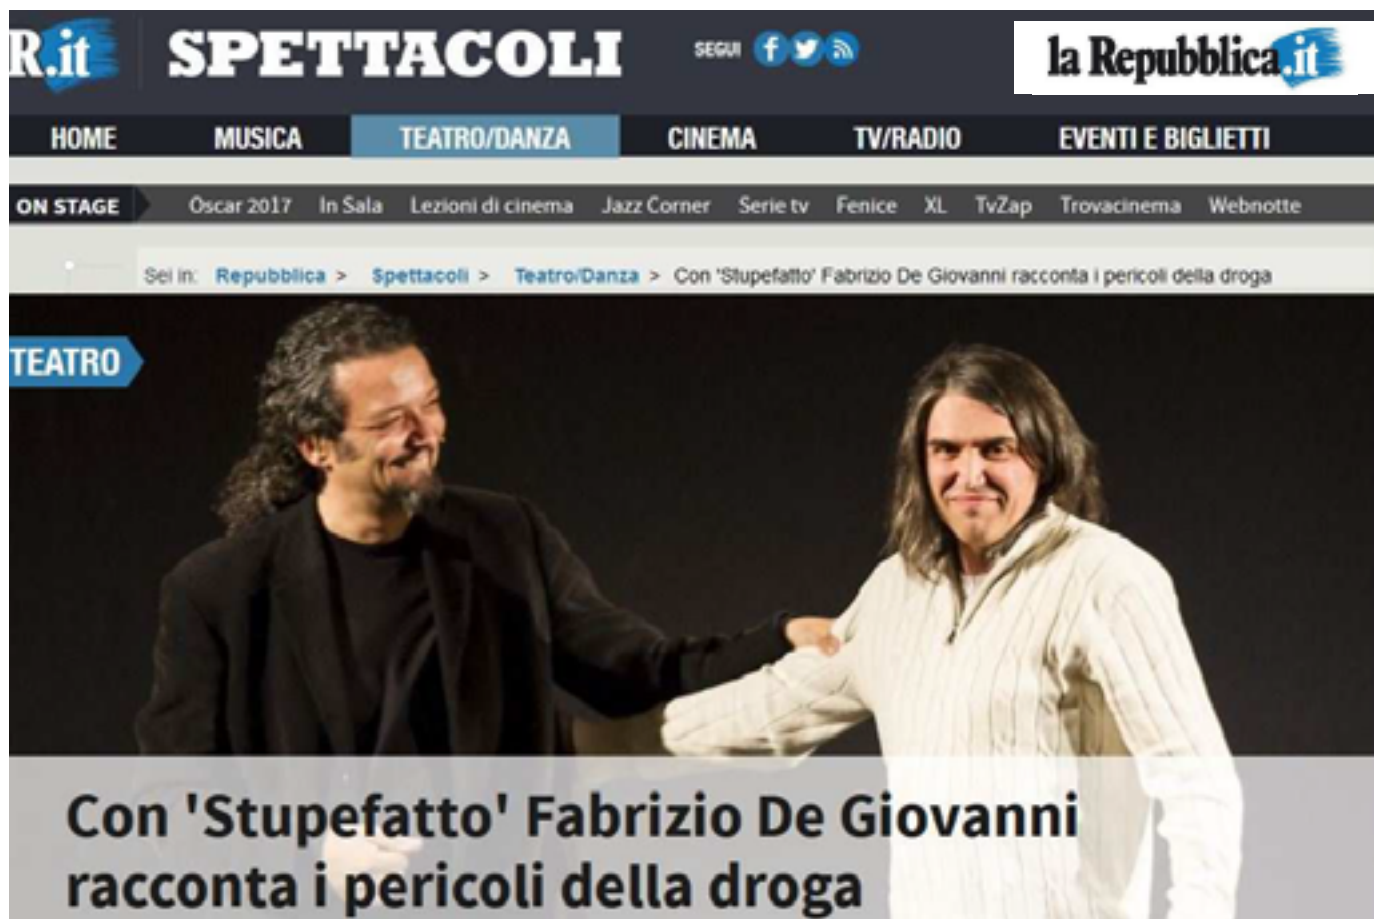 R.it
SPETTACOLI
SEGUI
la Repubblica.it
HOME MUSICA TEATRO/DANZA CINEMA TV/RADIO EVENTI E BIGLIETTI
ON STAGE Oscar 2017 In Sala Lezioni di cinema Jazz Corner Serie tv Fenice XL TvZap Trovacinema Webnotte
Sei in: Repubblica > Spettacoli > Teatro/Danza > Con 'Stupefatto' Fabrizio De Giovanni racconta i pericoli della droga
TEATRO
Con 'Stupefatto' Fabrizio De Giovanni
racconta i pericoli della droga